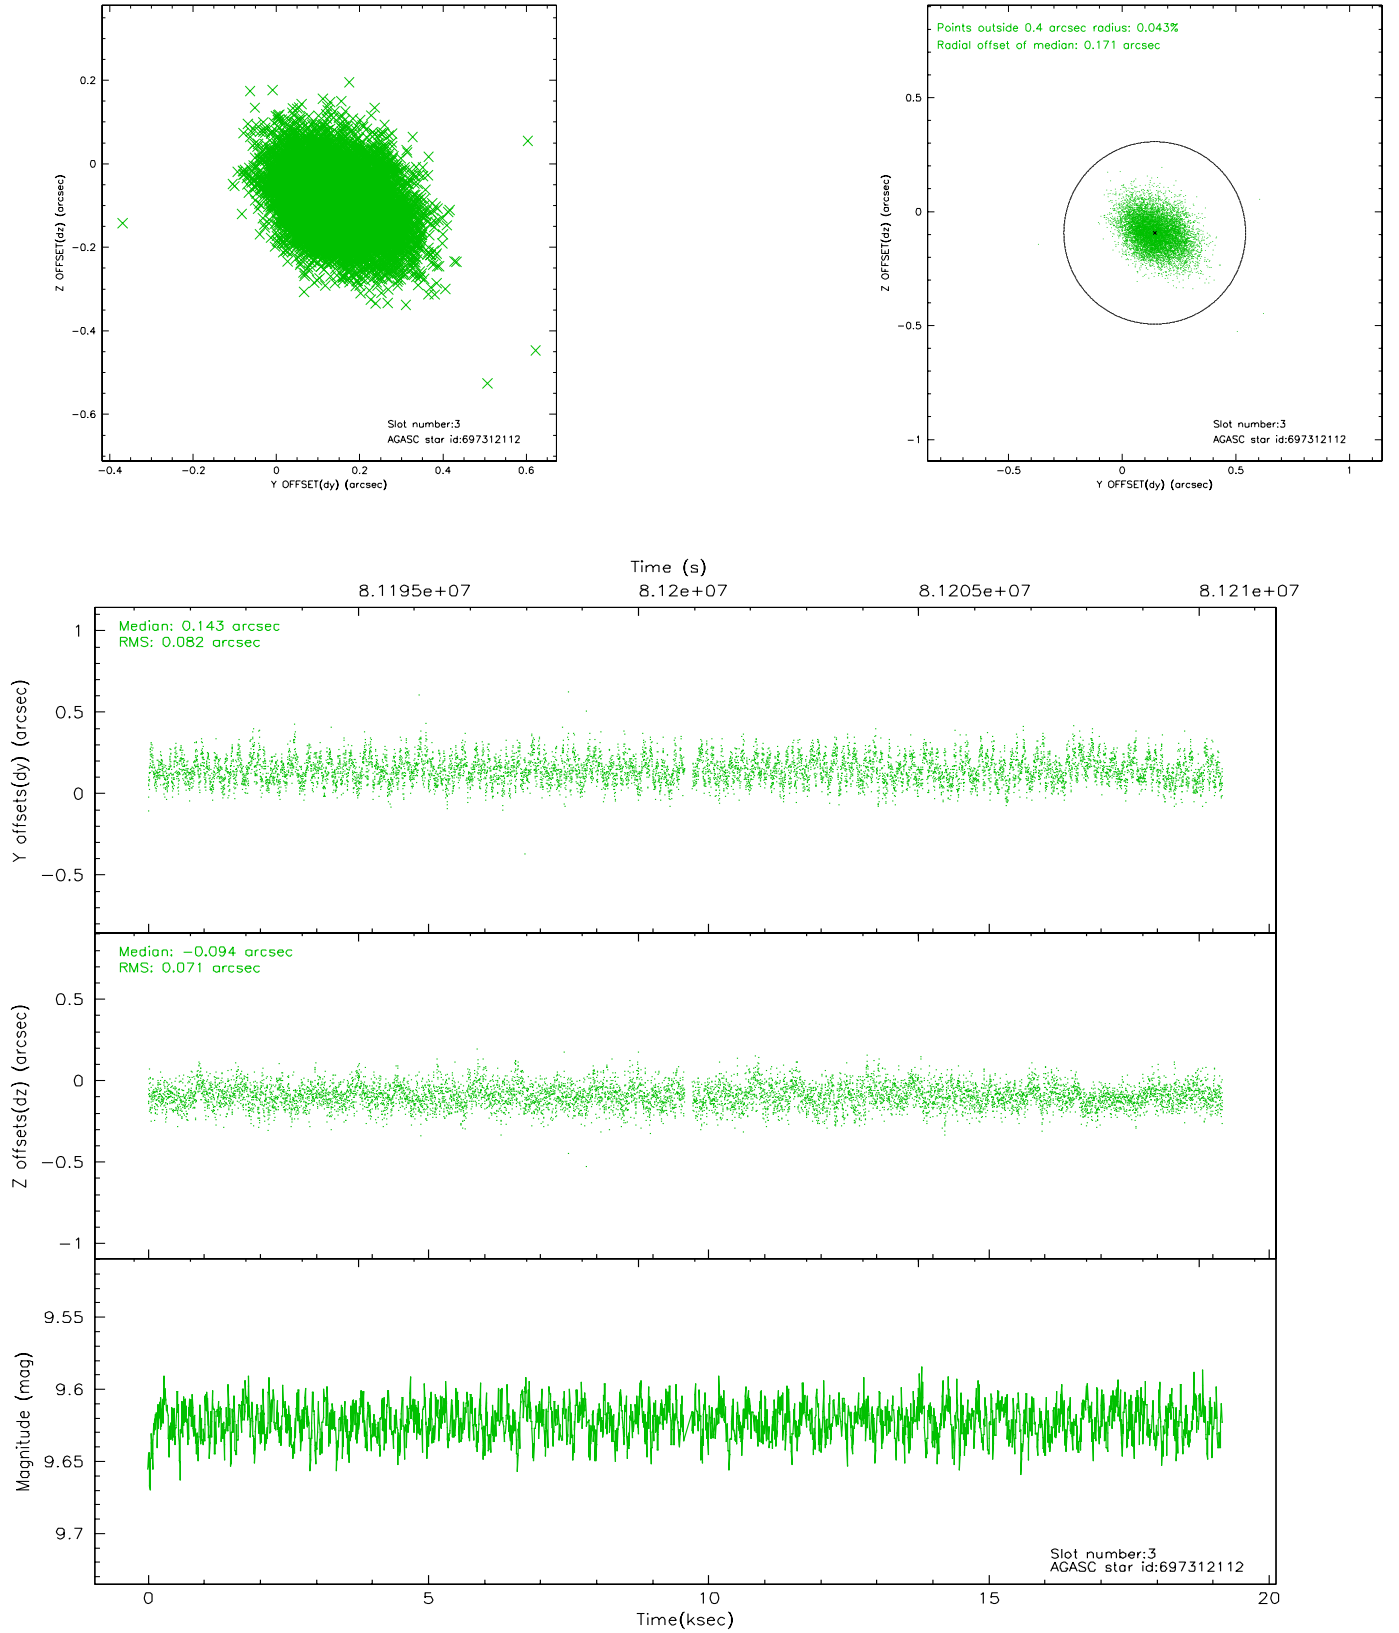 0.2
0
−0.2
−0.4
−0.6
Z OFFSET(dz) (arcsec)
−0.4
−0.2
0
0.2
0.4
0.6
Y OFFSET(dy) (arcsec)
Slot number:3
AGASC star id:697312112
Points outside 0.4 arcsec radius: 0.043%
Radial offset of median: 0.171 arcsec
0.5
0
−0.5
−1
Z OFFSET(dz) (arcsec)
−0.5
0
0.5
1
Y OFFSET(dy) (arcsec)
Slot number:3
AGASC star id:697312112
Time (s)
8.1195e+07
8.12e+07
8.1205e+07
8.121e+07
Median: 0.143 arcsec
RMS: 0.082 arcsec
1
0.5
0
−0.5
Y offsets(dy) (arcsec)
Median: −0.094 arcsec
RMS: 0.071 arcsec
0.5
0
−0.5
−1
Z offsets(dz) (arcsec)
9.55
9.6
9.65
9.7
Magnitude (mag)
Slot number:3
AGASC star id:697312112
0
5
10
15
20
Time(ksec)